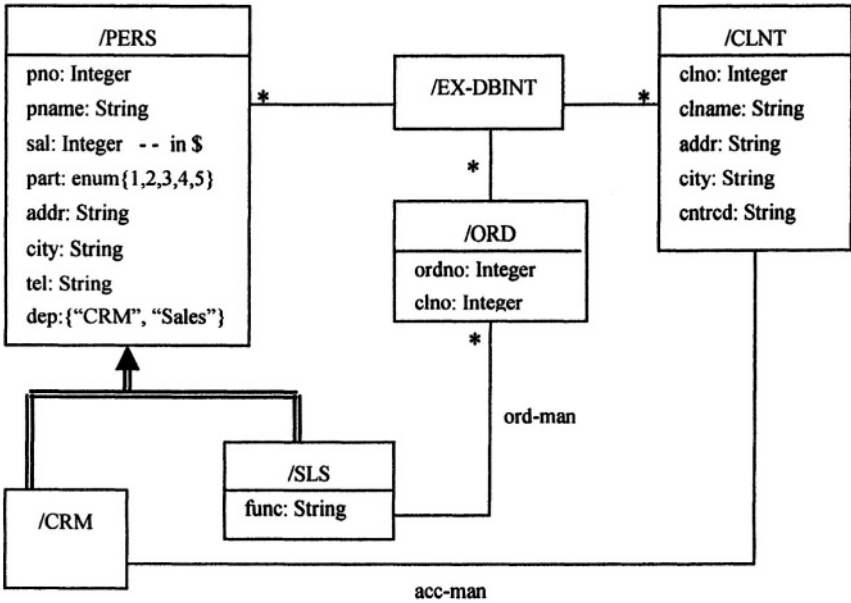 /PERS
pno: Integer
pname: String
sal: Integer -- in $
part: enum{1,2,3,4,5}
addr: String
city: String
tel: String
dep:{“CRM”, “Sales”}
*
/EX-DBINT
*
*
/CLNT
clno: Integer
clname: String
addr: String
city: String
cntrcd: String
/ORD
ordno: Integer
clno: Integer
*
ord-man
/SLS
func: String
/CRM
acc-man